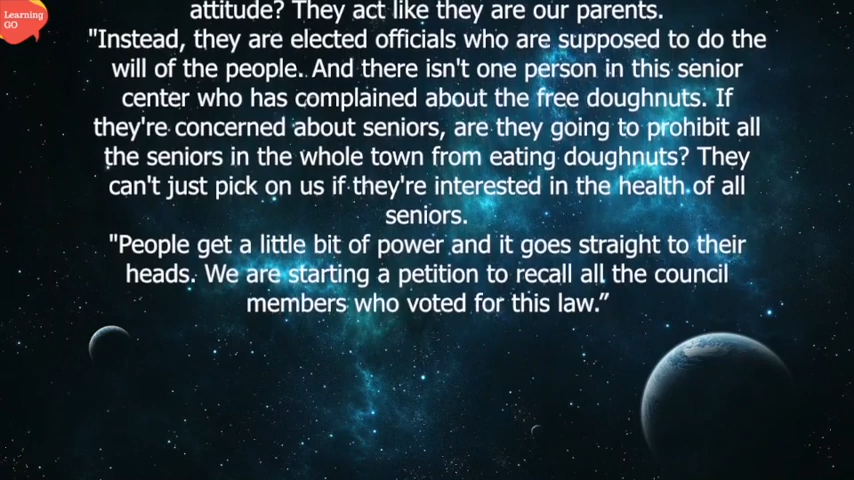 Learning
GO
attitude? They act like they are our parents.
"Instead, they are elected officials who are supposed to do the
will of the people. And there isn't one person in this senior
center who has complained about the free doughnuts. If
they're concerned about seniors, are they going to prohibit all
the seniors in the whole town from eating doughnuts? They
can't just pick on us if they're interested in the health of all
seniors.
"People get a little bit of power and it goes straight to their
heads. We are starting a petition to recall all the council
members who voted for this law.”